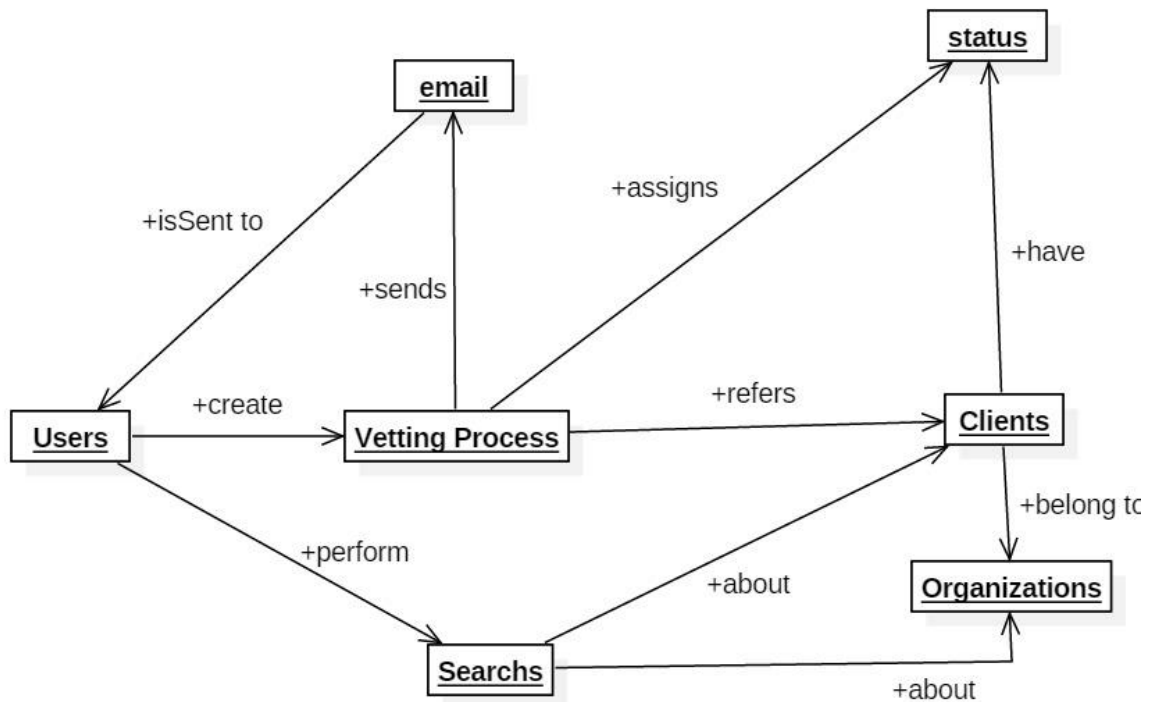 status
email
+assigns
+isSent to
+have
+sends
+refers
+create
Clients
Users
Vetting Process
+belong to
+perform
+about
Organizations
Searchs
+about